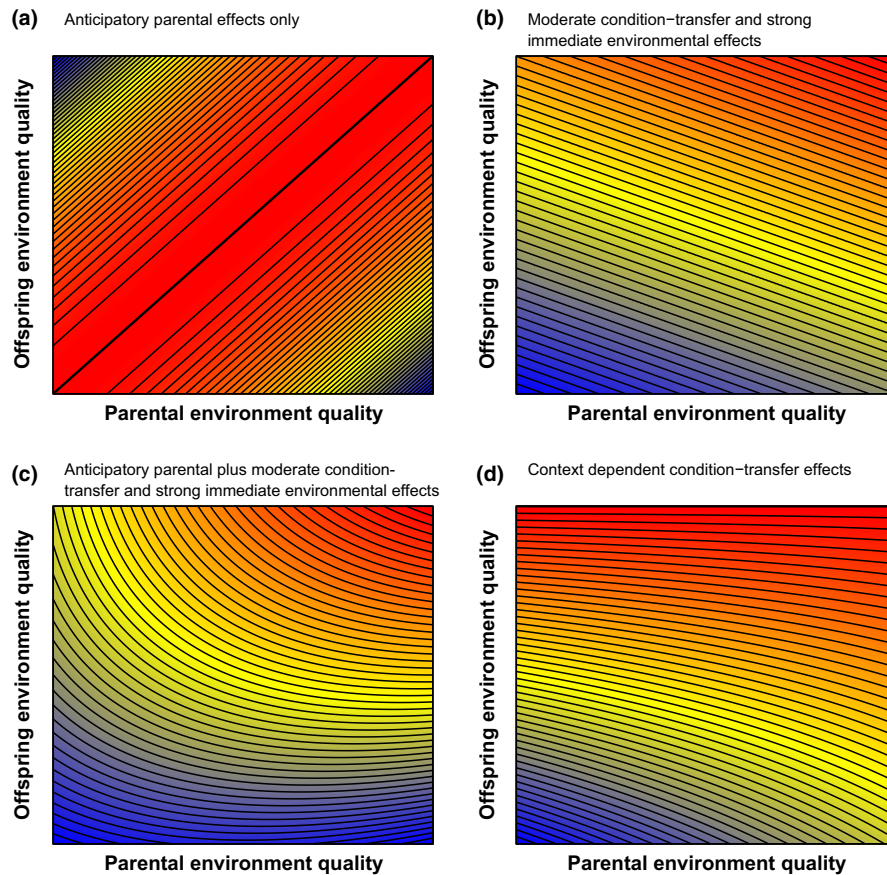 (a)
Anticipatory parental effects only
Offspring environment quality
Parental environment quality
(b)
Moderate condition−transfer and strong
immediate environmental effects
Offspring environment quality
Parental environment quality
(c)
Anticipatory parental plus moderate condition-
transfer and strong immediate environmental effects
Offspring environment quality
Parental environment quality
(d)
Context dependent condition−transfer effects
Offspring environment quality
Parental environment quality